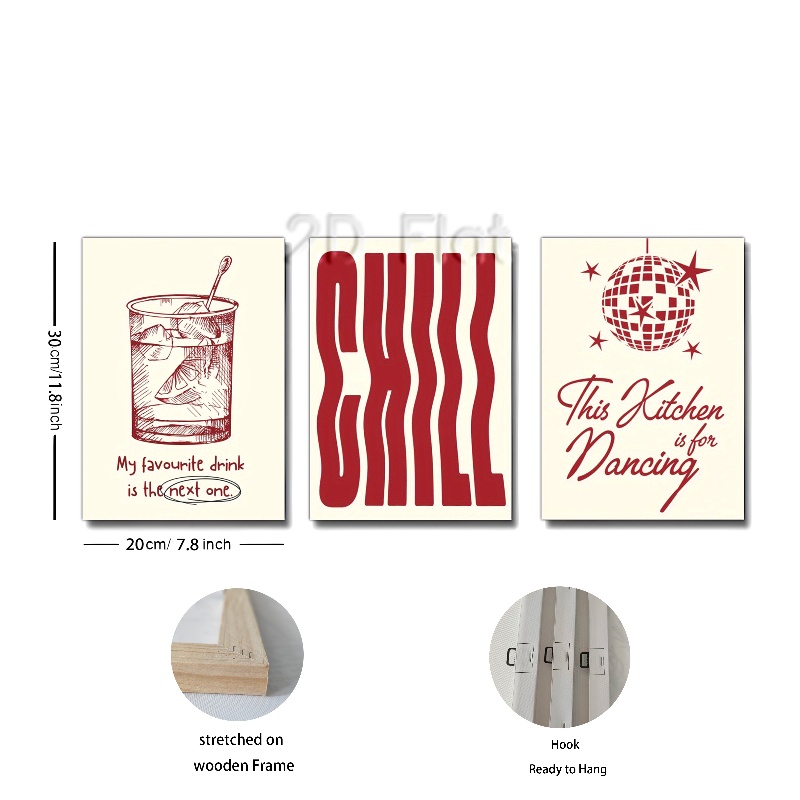 2D Flat
30cm/11.8inch
My favourite drink
is the next one.
CHILL
This Kitchen
is for
Dancing
20cm/ 7.8 inch
stretched on
wooden Frame
Hook
Ready to Hang